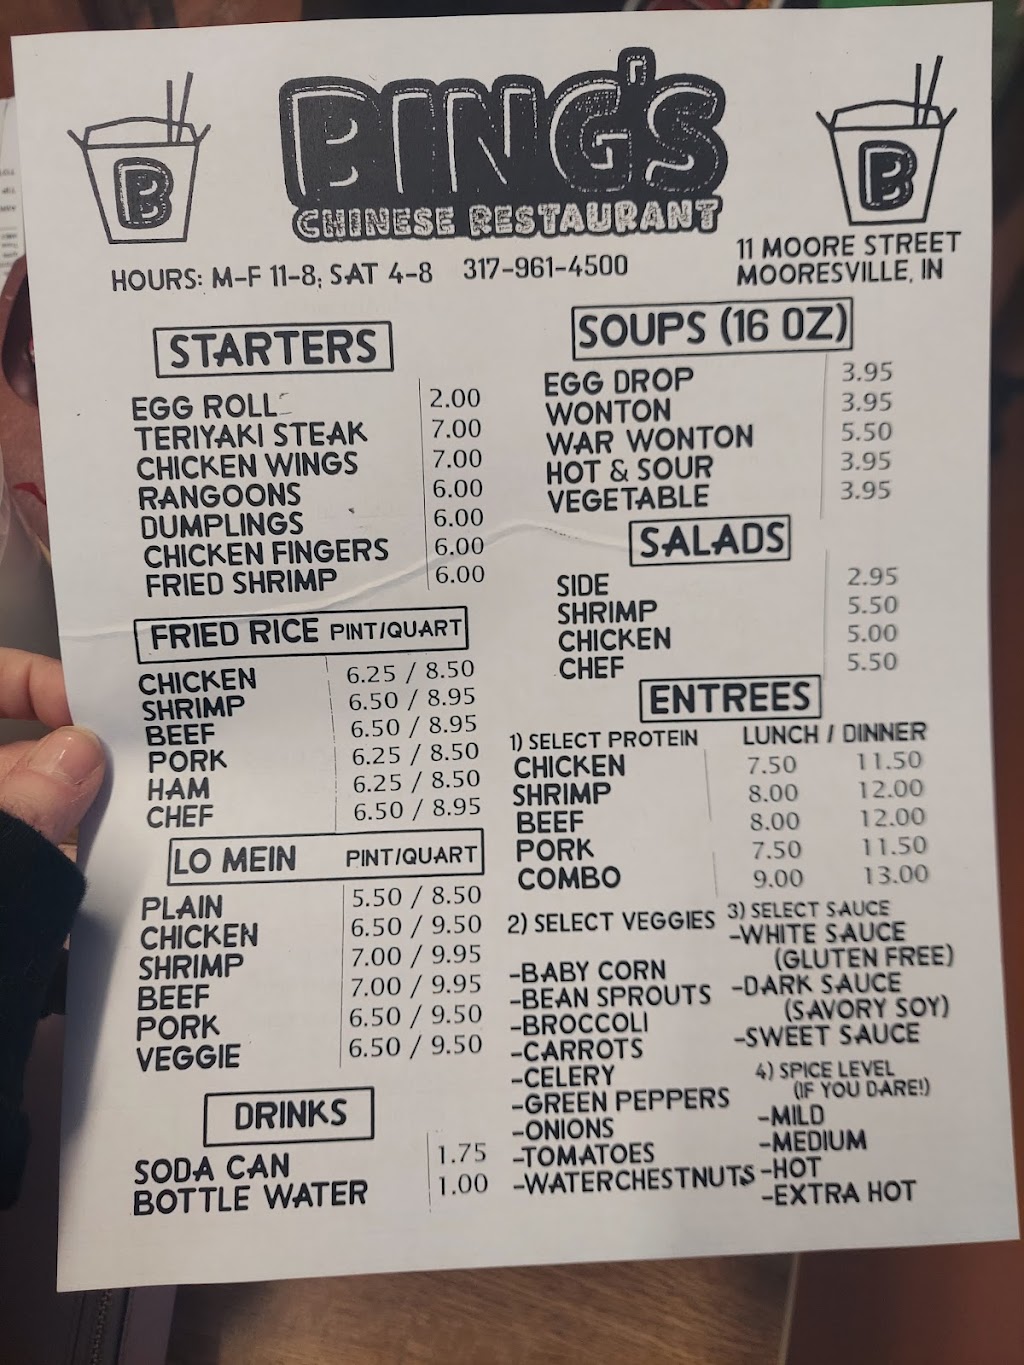 BING'S
CHINESE RESTAURANT
B
B
HOURS: M-F 11-8; SAT 4-8 317-961-4500
11 MOORE STREET
MOORESVILLE, IN
STARTERS
EGG ROLL 2.00
TERIYAKI STEAK 7.00
CHICKEN WINGS 7.00
RANGOONS 6.00
DUMPLINGS 6.00
CHICKEN FINGERS 6.00
FRIED SHRIMP 6.00
FRIED RICE PINT/QUART
CHICKEN 6.25 / 8.50
SHRIMP 6.50 / 8.95
BEEF 6.50 / 8.95
PORK 6.25 / 8.50
HAM 6.25 / 8.50
CHEF 6.50 / 8.95
LO MEIN PINT/QUART
PLAIN 5.50 / 8.50
CHICKEN 6.50 / 9.50
SHRIMP 7.00 / 9.95
BEEF 7.00 / 9.95
PORK 6.50 / 9.50
VEGGIE 6.50 / 9.50
DRINKS
SODA CAN 1.75
BOTTLE WATER 1.00
SOUPS (16 OZ)
EGG DROP 3.95
WONTON 3.95
WAR WONTON 5.50
HOT & SOUR 3.95
VEGETABLE 3.95
SALADS
SIDE 2.95
SHRIMP 5.50
CHICKEN 5.00
CHEF 5.50
ENTREES
1) SELECT PROTEIN LUNCH / DINNER
CHICKEN 7.50 11.50
SHRIMP 8.00 12.00
BEEF 8.00 12.00
PORK 7.50 11.50
COMBO 9.00 13.00
2) SELECT VEGGIES
-BABY CORN
-BEAN SPROUTS
-BROCCOLI
-CARROTS
-CELERY
-GREEN PEPPERS
-ONIONS
-TOMATOES
-WATERCHESTNUTS
3) SELECT SAUCE
-WHITE SAUCE
(GLUTEN FREE)
-DARK SAUCE
(SAVORY SOY)
-SWEET SAUCE
4) SPICE LEVEL
(IF YOU DARE!)
-MILD
-MEDIUM
-HOT
-EXTRA HOT